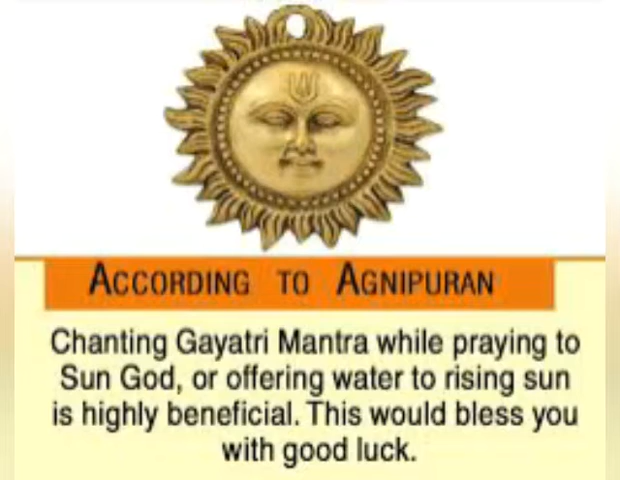 ACCORDING TO AGNIPURAN
Chanting Gayatri Mantra while praying to
Sun God, or offering water to rising sun
is highly beneficial. This would bless you
with good luck.